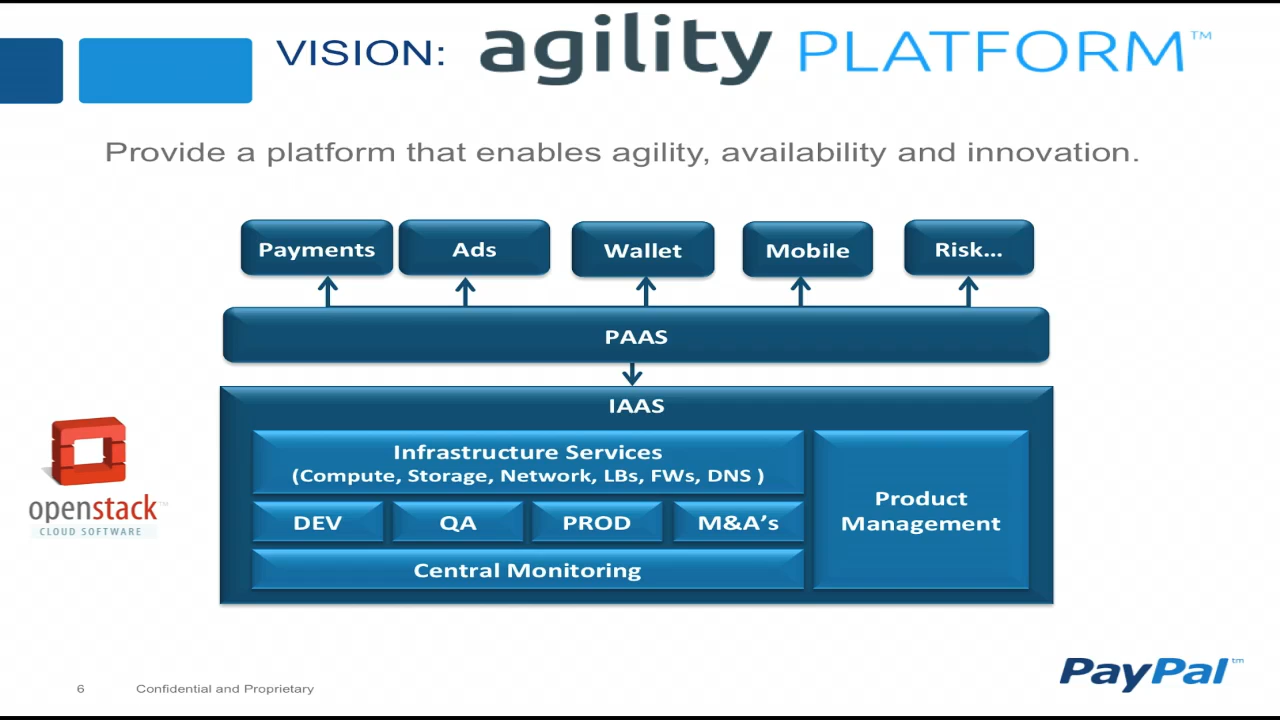 VISION: agility PLATFORM™
Provide a platform that enables agility, availability and innovation.
Payments Ads Wallet Mobile Risk...
PAAS
IAAS
Infrastructure Services
(Compute, Storage, Network, LBs, FWs, DNS )
DEV QA PROD M&A's
Central Monitoring
Product
Management
openstack™
CLOUD SOFTWARE
PayPal™
6 Confidential and Proprietary